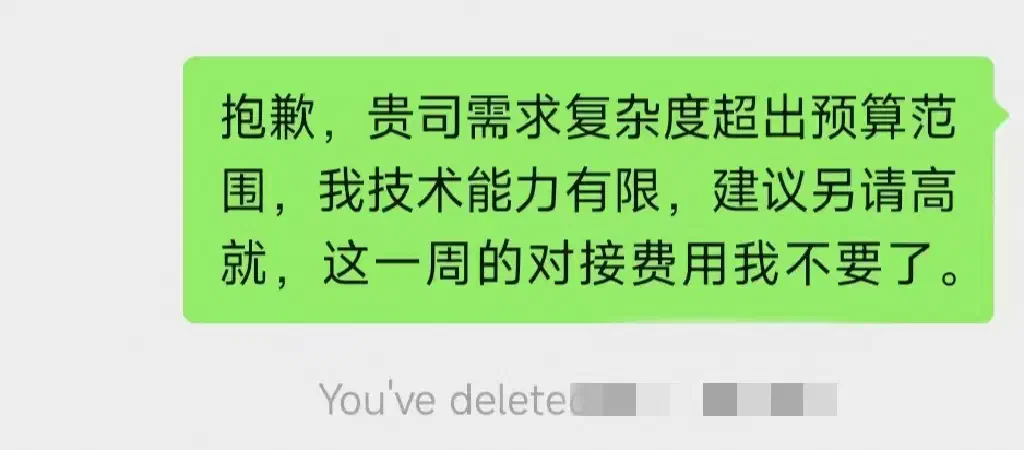 抱歉，贵司需求复杂度超出预算范
围，我技术能力有限，建议另请高
就，这一周的对接费用我不要了。
You've deleted